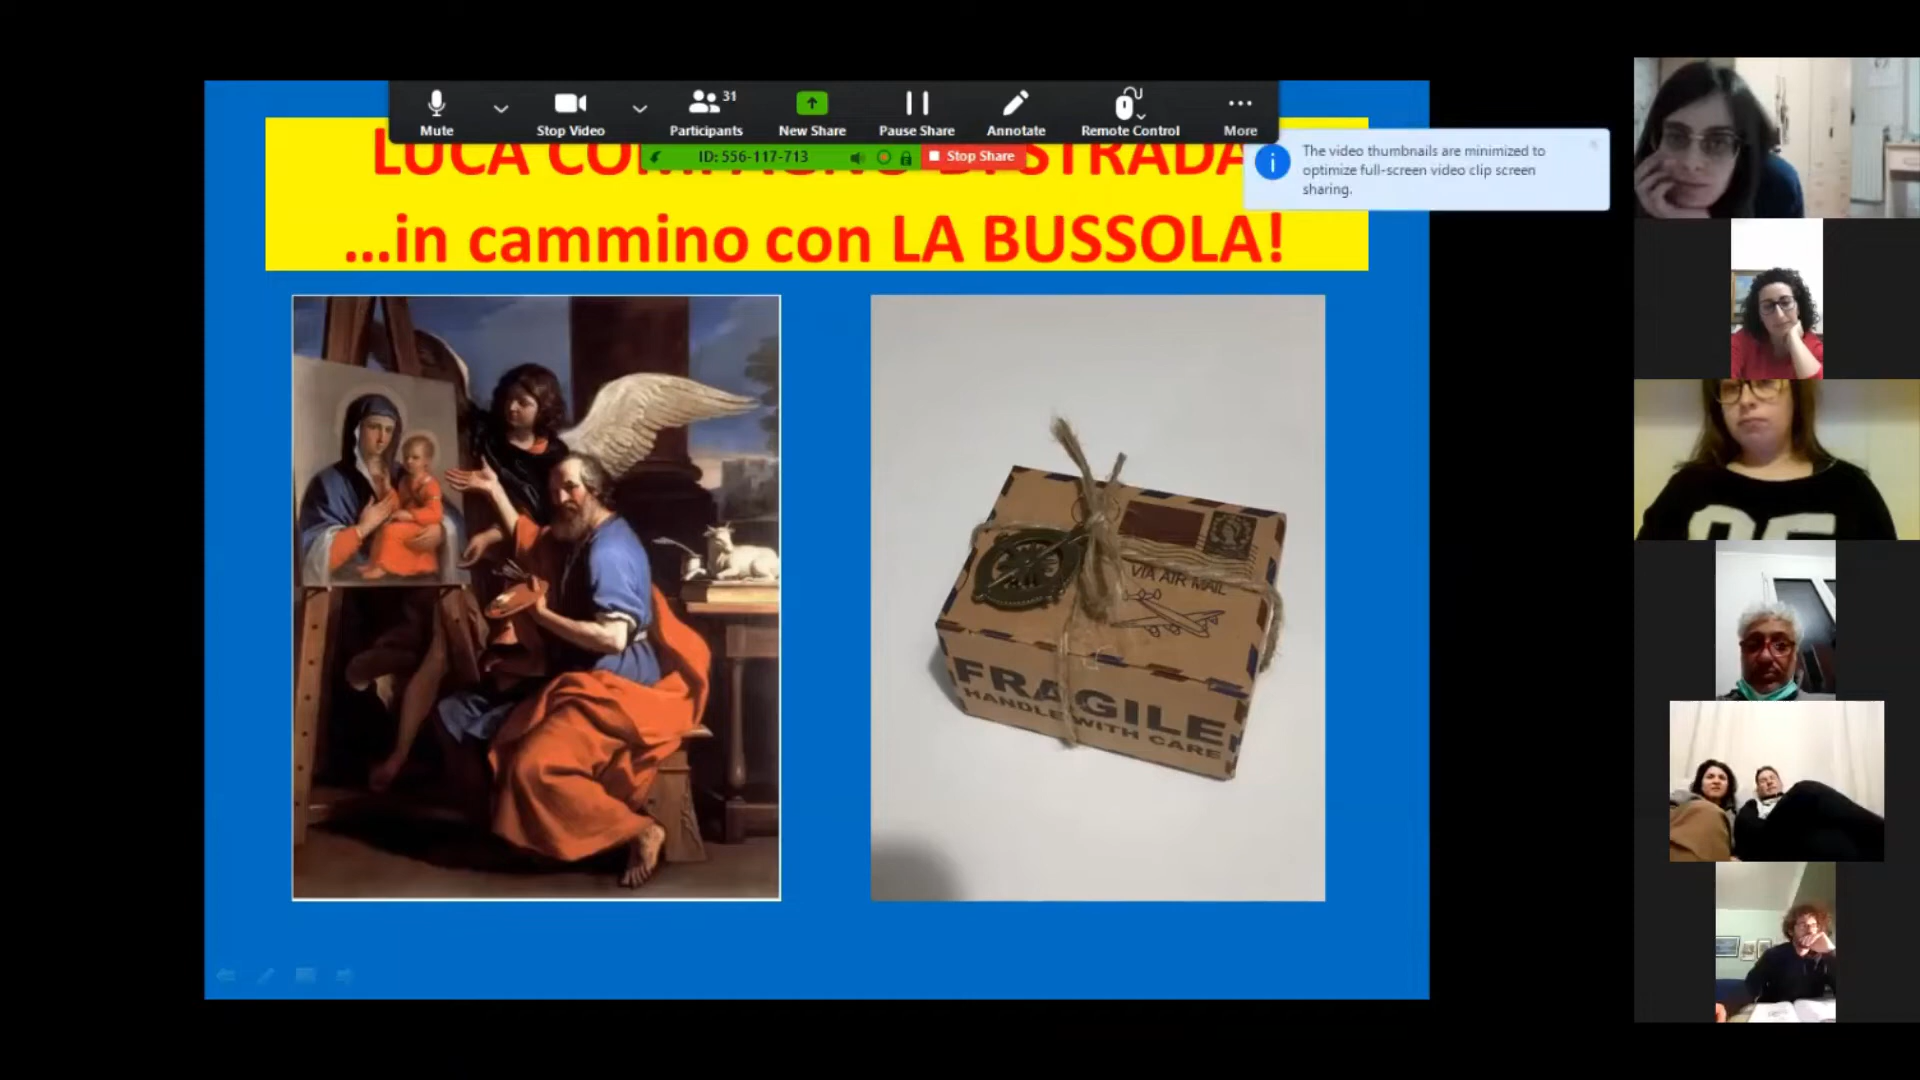 Mute
Stop Video
Participants
31
New Share
Pause Share
Annotate
Remote Control
More
ID: 556-117-713
Stop Share
The video thumbnails are minimized to
optimize full-screen video clip screen
sharing.
LUCA STRADA
...in cammino con LA BUSSOLA!
VIA AIR MAIL
FRAGILE
HANDLE WITH CARE